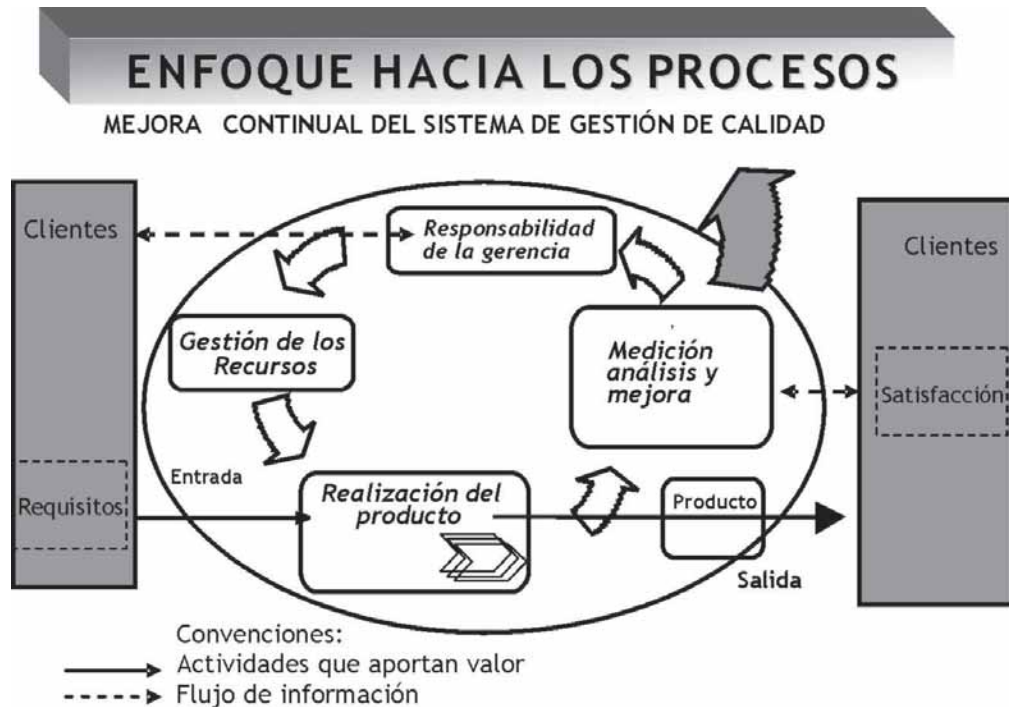 ENFOQUE HACIA LOS PROCESOS
MEJORA CONTINUAL DEL SISTEMA DE GESTIÓN DE CALIDAD
Clientes
Responsabilidad
de la gerencia
Clientes
Gestión de los
Recursos
Medición
análisis y
mejora
Satisfacción
Entrada
Requisitos
Realización del
producto
Producto
Salida
Convenciones:
Actividades que aportan valor
Flujo de información